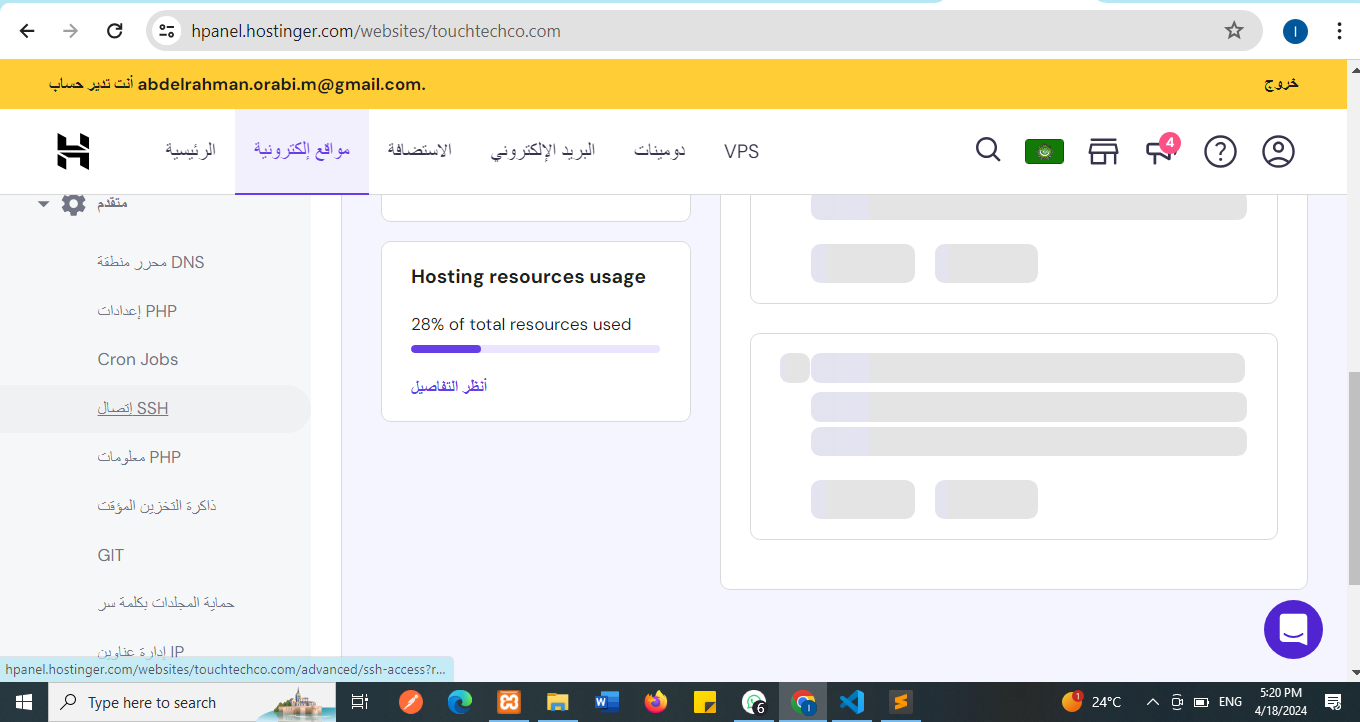 hpanel.hostinger.com/websites/touchtechco.com
أنت تدير حساب abdelrahman.orabi.m@gmail.com.
خروج
الرئيسية
مواقع إلكترونية
الاستضافة
البريد الإلكتروني
دومينات
VPS
4
متقدم
محرر منطقة DNS
إعدادات PHP
Cron Jobs
إتصال SSH
معلومات PHP
ذاكرة التخزين المؤقت
GIT
حماية المجلدات بكلمة سر
إدارة عناوين IP
Hosting resources usage
28% of total resources used
أنظر التفاصيل
hpanel.hostinger.com/websites/touchtechco.com/advanced/ssh-access?r...
Type here to search
6
24°C
ENG
5:20 PM
4/18/2024